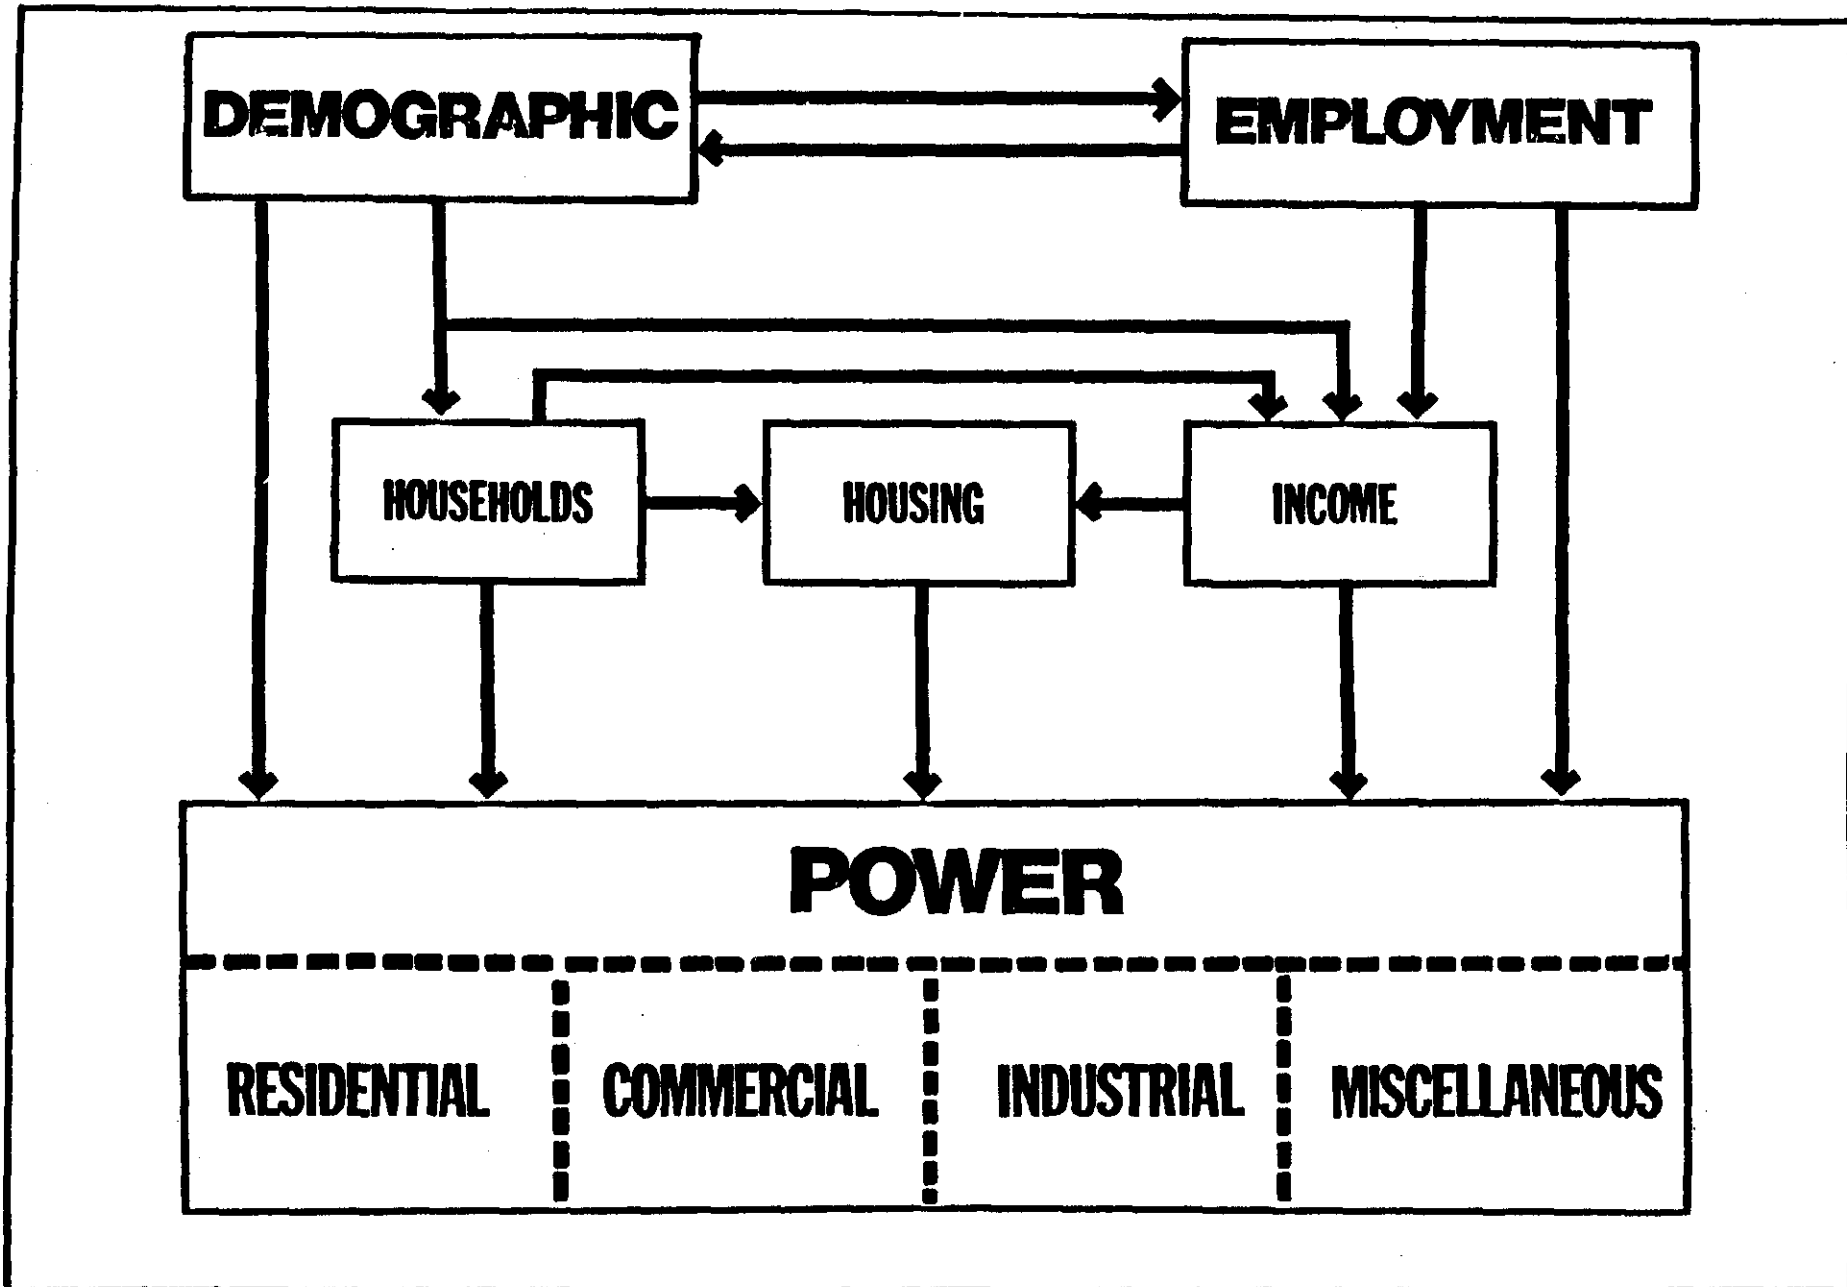 DEMOGRAPHIC
EMPLOYMENT
HOUSEHOLDS
HOUSING
INCOME
POWER
RESIDENTIAL
COMMERCIAL
INDUSTRIAL
MISCELLANEOUS